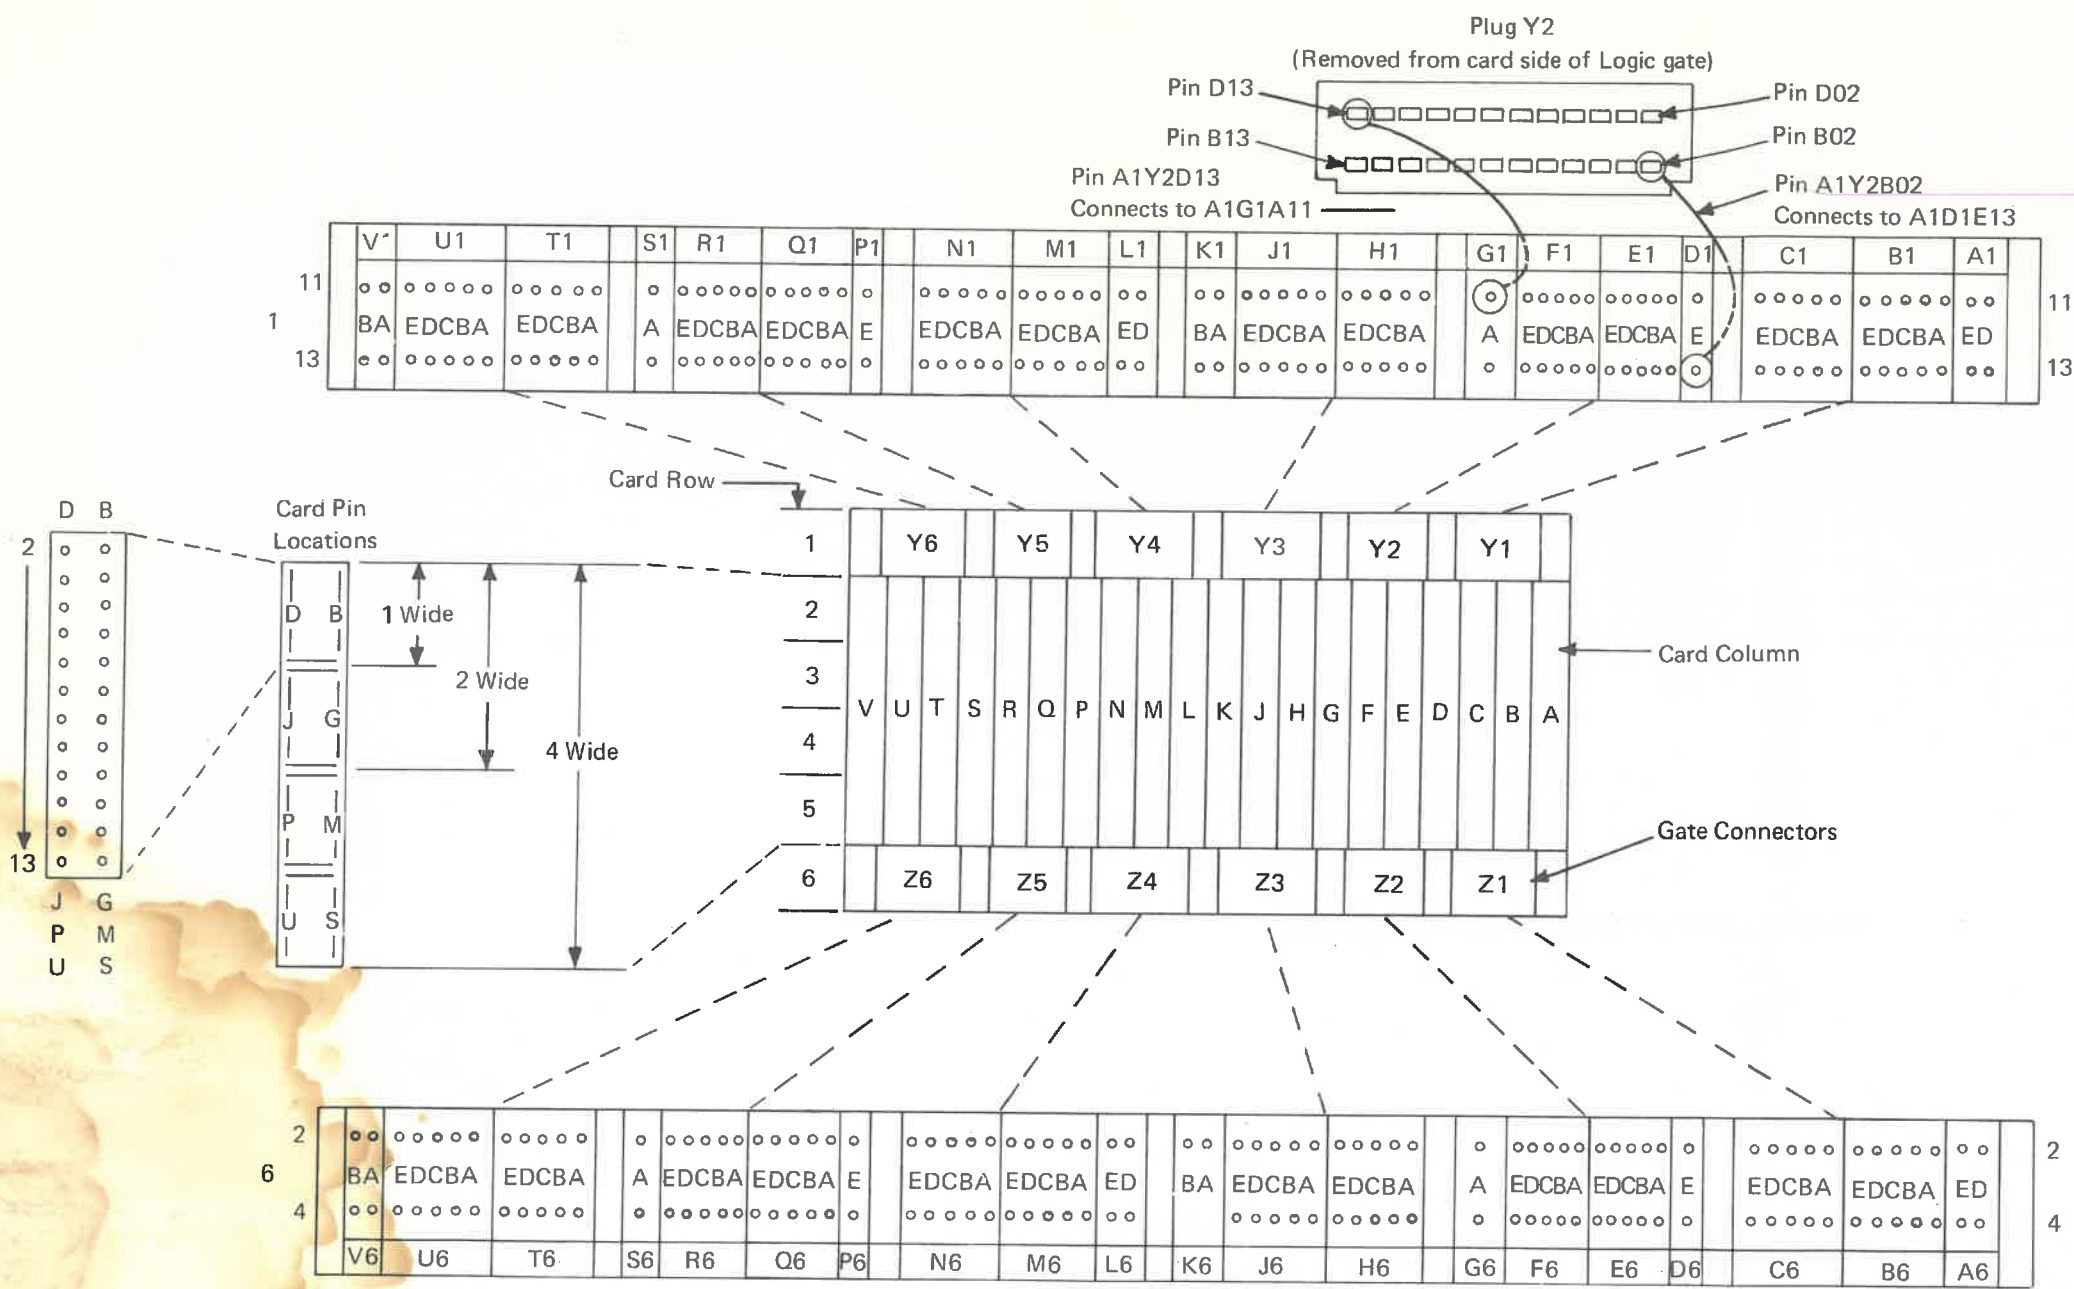 Plug Y2
(Removed from card side of Logic gate)
Pin D13
Pin D02
Pin B13
Pin B02
Pin A1Y2D13
Connects to A1G1A11
Pin A1Y2B02
Connects to A1D1E13
V1 U1 T1 S1 R1 Q1 P1 N1 M1 L1 K1 J1 H1 G1 F1 E1 D1 C1 B1 A1
11 11
1 BA EDCBA EDCBA A EDCBA EDCBA E EDCBA EDCBA ED BA EDCBA EDCBA A EDCBA EDCBA E EDCBA EDCBA ED
13 13
Card Row
D B
2
13
J G
P M
U S
Card Pin
Locations
D B
J G
P M
U S
1 Wide
2 Wide
4 Wide
1 Y6 Y5 Y4 Y3 Y2 Y1
2
3
V U T S R Q P N M L K J H G F E D C B A
4
5
6 Z6 Z5 Z4 Z3 Z2 Z1
Card Column
Gate Connectors
2 2
6 BA EDCBA EDCBA A EDCBA EDCBA E EDCBA EDCBA ED BA EDCBA EDCBA A EDCBA EDCBA E EDCBA EDCBA ED
4 4
V6 U6 T6 S6 R6 Q6 P6 N6 M6 L6 K6 J6 H6 G6 F6 E6 D6 C6 B6 A6